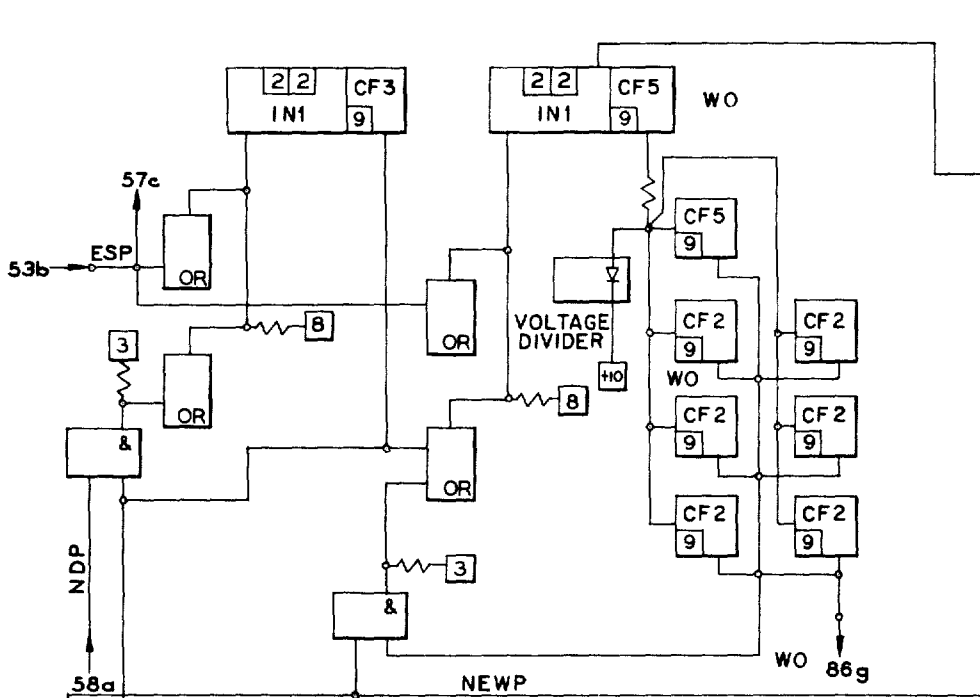 2 2 CF3
IN1 9
2 2 CF5
IN1 9
WO
57c
53b
ESP
OR
CF5
9
OR
VOLTAGE
DIVIDER
+10
8
3
OR
CF2
9
CF2
9
WO
8
&
OR
CF2
9
CF2
9
CF2
9
CF2
9
NDP
3
&
58a
NEWP
WO
86g